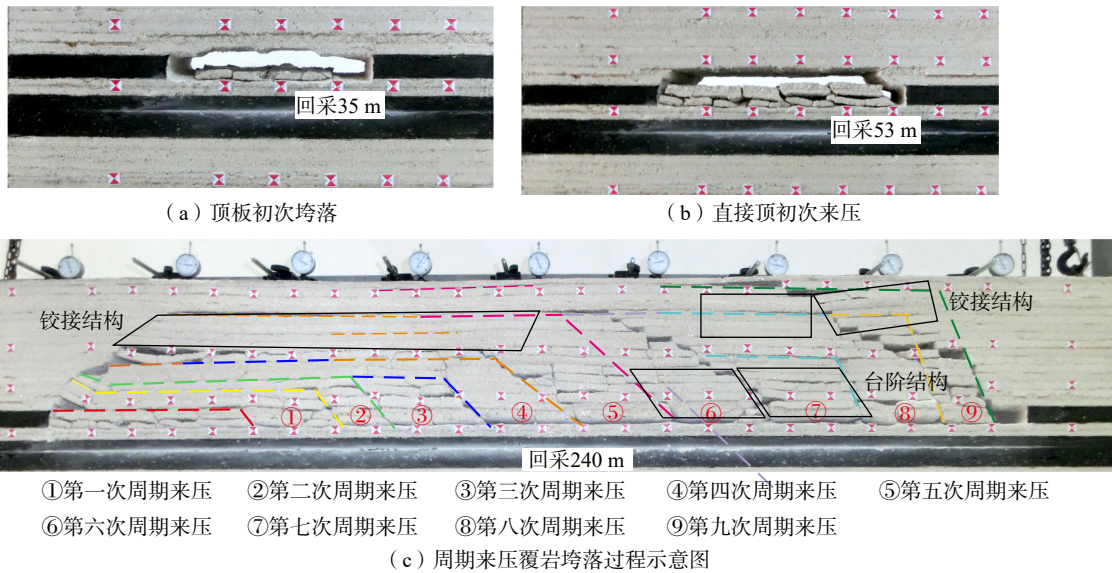 回采35 m
（a）顶板初次垮落
回采53 m
（b）直接顶初次来压
铰接结构
铰接结构
台阶结构
① ② ③ ④ ⑤ ⑥ ⑦ ⑧ ⑨
回采240 m
①第一次周期来压 ②第二次周期来压 ③第三次周期来压 ④第四次周期来压 ⑤第五次周期来压
⑥第六次周期来压 ⑦第七次周期来压 ⑧第八次周期来压 ⑨第九次周期来压
（c）周期来压覆岩垮落过程示意图